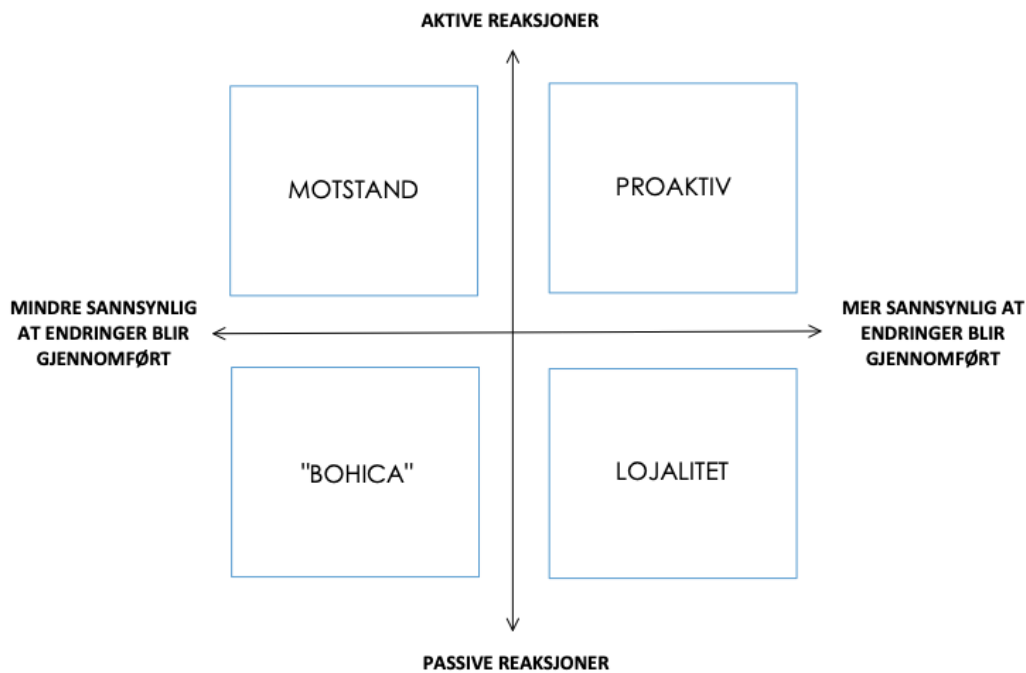 AKTIVE REAKSJONER
MOTSTAND
PROAKTIV
MINDRE SANNSYNLIG
AT ENDRINGER BLIR
GJENNOMFØRT
MER SANNSYNLIG AT
ENDRINGER BLIR
GJENNOMFØRT
"BOHICA"
LOJALITET
PASSIVE REAKSJONER